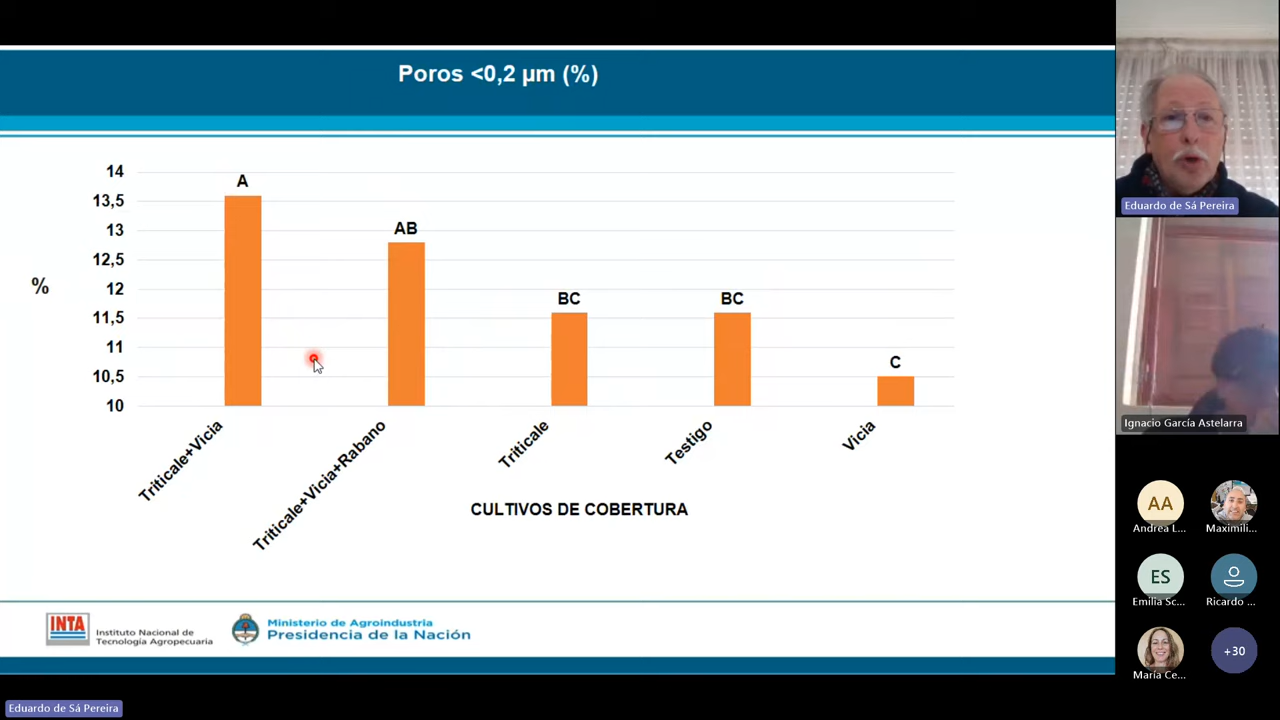 Poros <0,2 µm (%)
14
13,5
13
12,5
12
11,5
11
10,5
10
%
A
AB
BC
BC
C
Triticale+Vicia
Triticale+Vicia+Rabano
Triticale
Testigo
Vicia
CULTIVOS DE COBERTURA
INTA
Instituto Nacional de
Tecnología Agropecuaria
Ministerio de Agroindustria
Presidencia de la Nación
Eduardo de Sá Pereira
Eduardo de Sá Pereira
Ignacio García Astelarra
AA
Andrea L...
Maximili...
ES
Emilia Sc...
Ricardo ...
María Ce...
+30